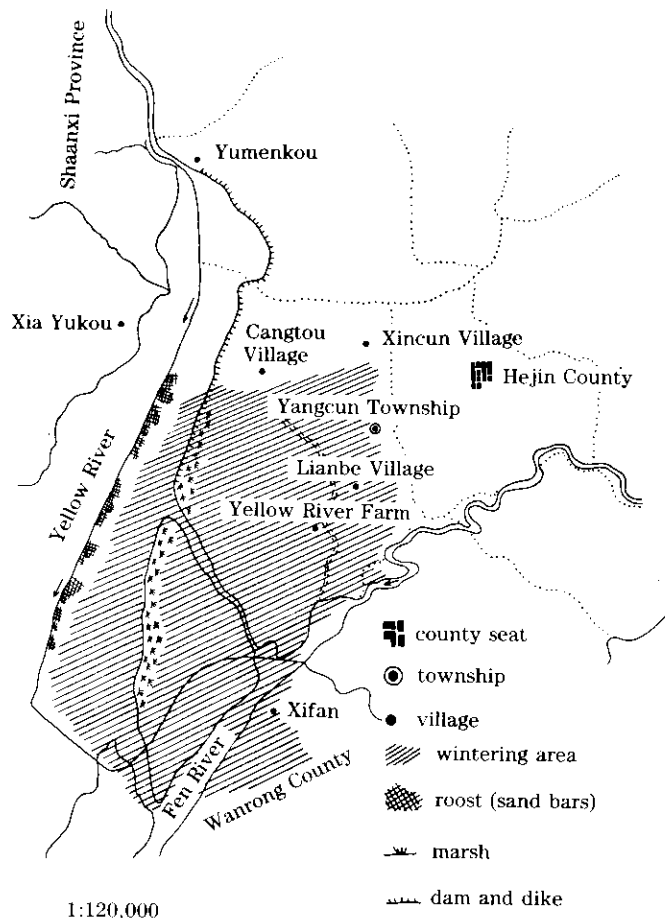 Shaanxi Province
Yumenkou
Xia Yukou
Cangtou
Village
Xincun Village
Hejin County
Yangcun Township
Lianbe Village
Yellow River Farm
Yellow River
Xifan
Fen River
Wanrong County
county seat
township
village
wintering area
roost (sand bars)
marsh
dam and dike
1:120,000